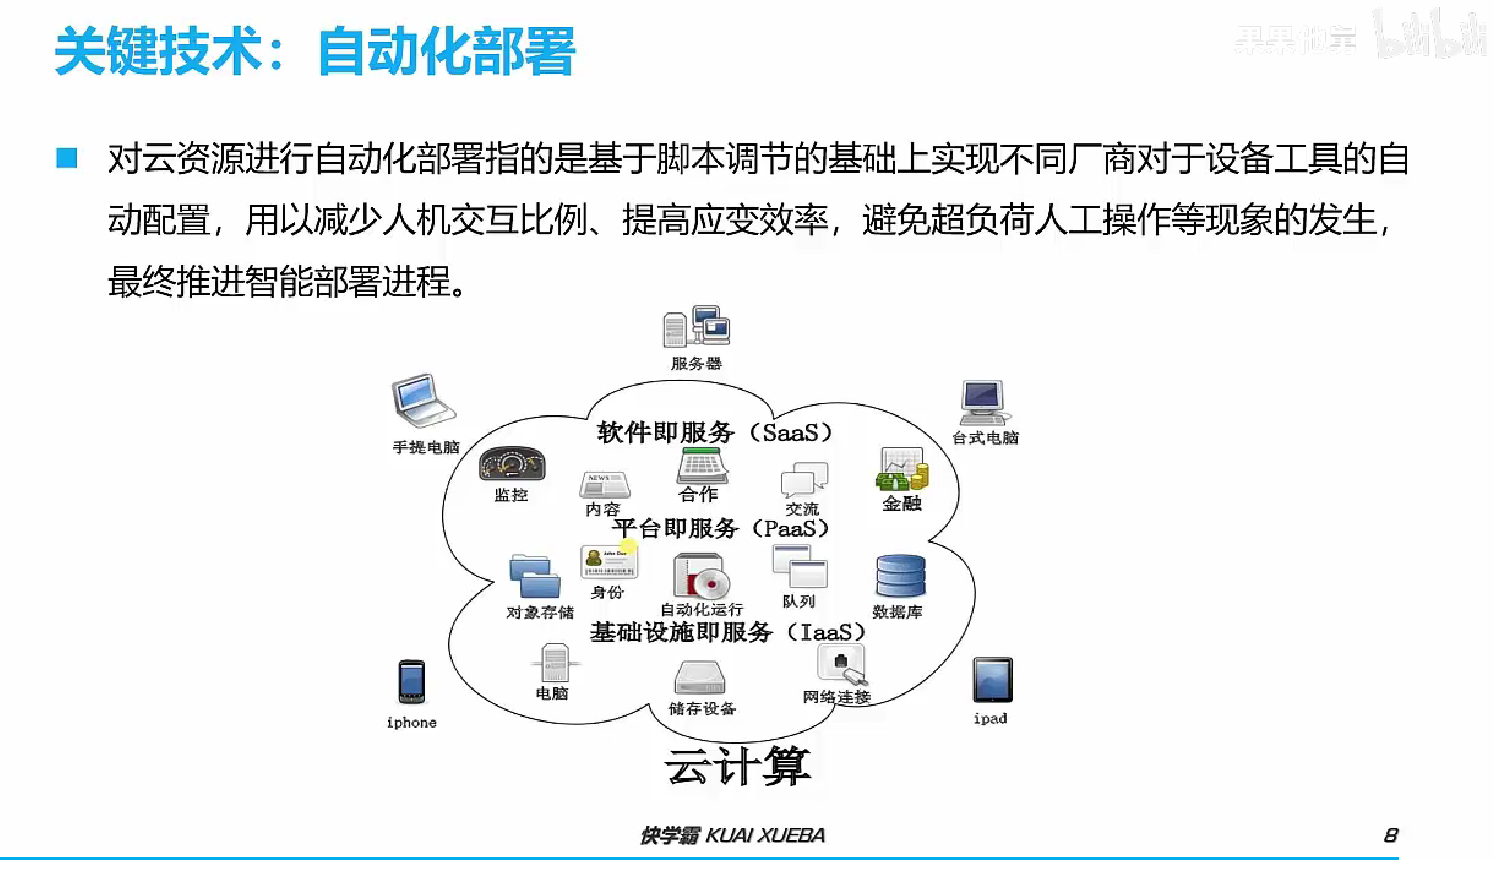 关键技术：自动化部署
果果他完 bilibili
对云资源进行自动化部署指的是基于脚本调节的基础上实现不同厂商对于设备工具的自
动配置，用以减少人机交互比例、提高应变效率，避免超负荷人工操作等现象的发生，
最终推进智能部署进程。
服务器
手提电脑
台式电脑
软件即服务（SaaS）
监控
NEWS
内容
合作
交流
金融
平台即服务（PaaS）
John Doe
对象存储
身份
自动化运行
队列
数据库
基础设施即服务（IaaS）
电脑
储存设备
网络连接
iphone
ipad
云计算
快学霸 KUAI XUEBA
8